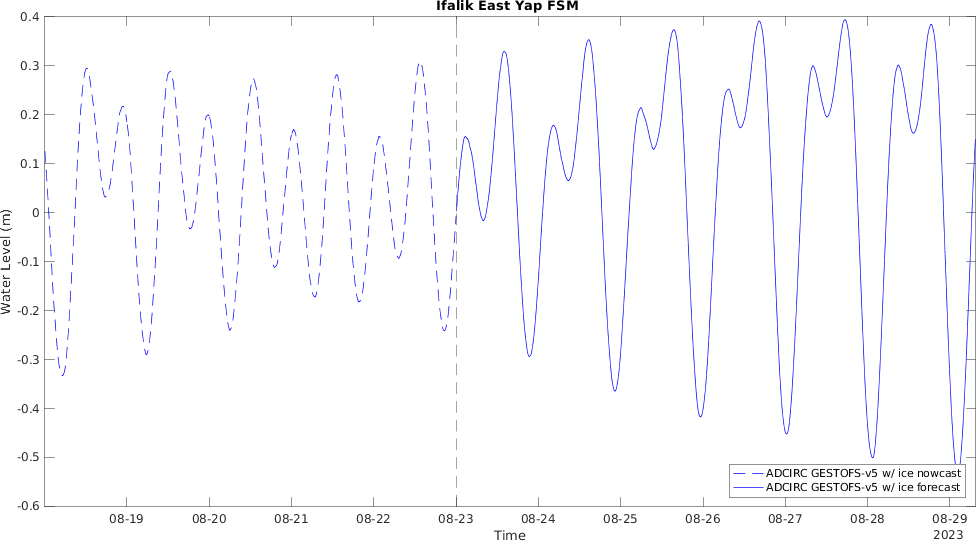 Ifalik East Yap FSM
0.4
0.3
0.2
0.1
0
-0.1
-0.2
-0.3
-0.4
-0.5
-0.6
Water Level (m)
ADCIRC GESTOFS-v5 w/ ice nowcast
ADCIRC GESTOFS-v5 w/ ice forecast
08-19 08-20 08-21 08-22 08-23 08-24 08-25 08-26 08-27 08-28 08-29
Time
2023